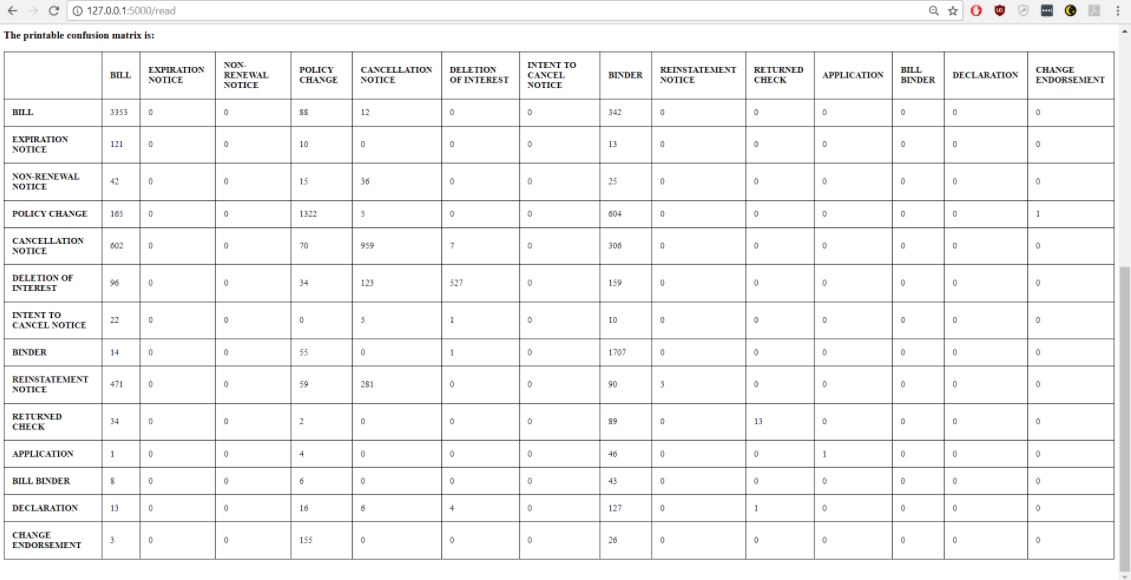 127.0.0.1:5000/read
The printable confusion matrix is:
BILL EXPIRATION NOTICE NON-RENEWAL NOTICE POLICY CHANGE CANCELLATION NOTICE DELETION OF INTEREST INTENT TO CANCEL NOTICE BINDER REINSTATEMENT NOTICE RETURNED CHECK APPLICATION BILL BINDER DECLARATION CHANGE ENDORSEMENT
BILL 3353 0 0 88 12 0 0 342 0 0 0 0 0 0
EXPIRATION NOTICE 121 0 0 10 0 0 0 13 0 0 0 0 0 0
NON-RENEWAL NOTICE 42 0 0 15 36 0 0 25 0 0 0 0 0 0
POLICY CHANGE 165 0 0 1322 5 0 0 604 0 0 0 0 0 1
CANCELLATION NOTICE 602 0 0 70 959 7 0 306 0 0 0 0 0 0
DELETION OF INTEREST 96 0 0 34 123 527 0 159 0 0 0 0 0 0
INTENT TO CANCEL NOTICE 22 0 0 0 5 1 0 10 0 0 0 0 0 0
BINDER 14 0 0 55 0 1 0 1707 0 0 0 0 0 0
REINSTATEMENT NOTICE 471 0 0 59 281 0 0 90 3 0 0 0 0 0
RETURNED CHECK 34 0 0 2 0 0 0 89 0 13 0 0 0 0
APPLICATION 1 0 0 4 0 0 0 46 0 0 1 0 0 0
BILL BINDER 8 0 0 6 0 0 0 43 0 0 0 0 0 0
DECLARATION 13 0 0 16 6 4 0 127 0 1 0 0 0 0
CHANGE ENDORSEMENT 3 0 0 155 0 0 0 26 0 0 0 0 0 0